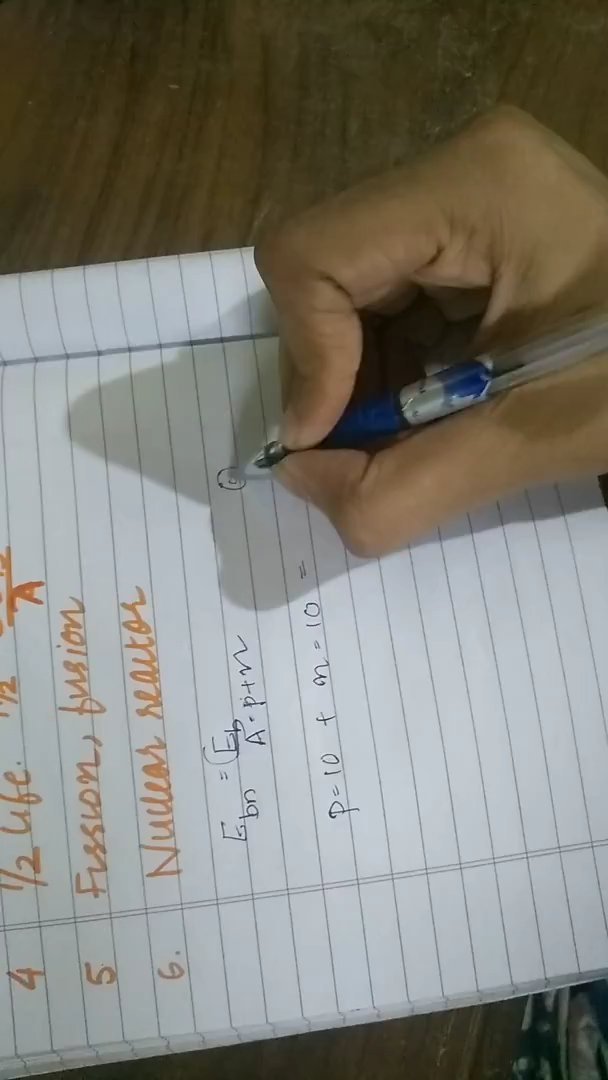 4 1/2 life. A
5 Fission, fusion
6. Nuclear reactor
Ebn = Eb
A = p + n
p = 10 + n = 10 =